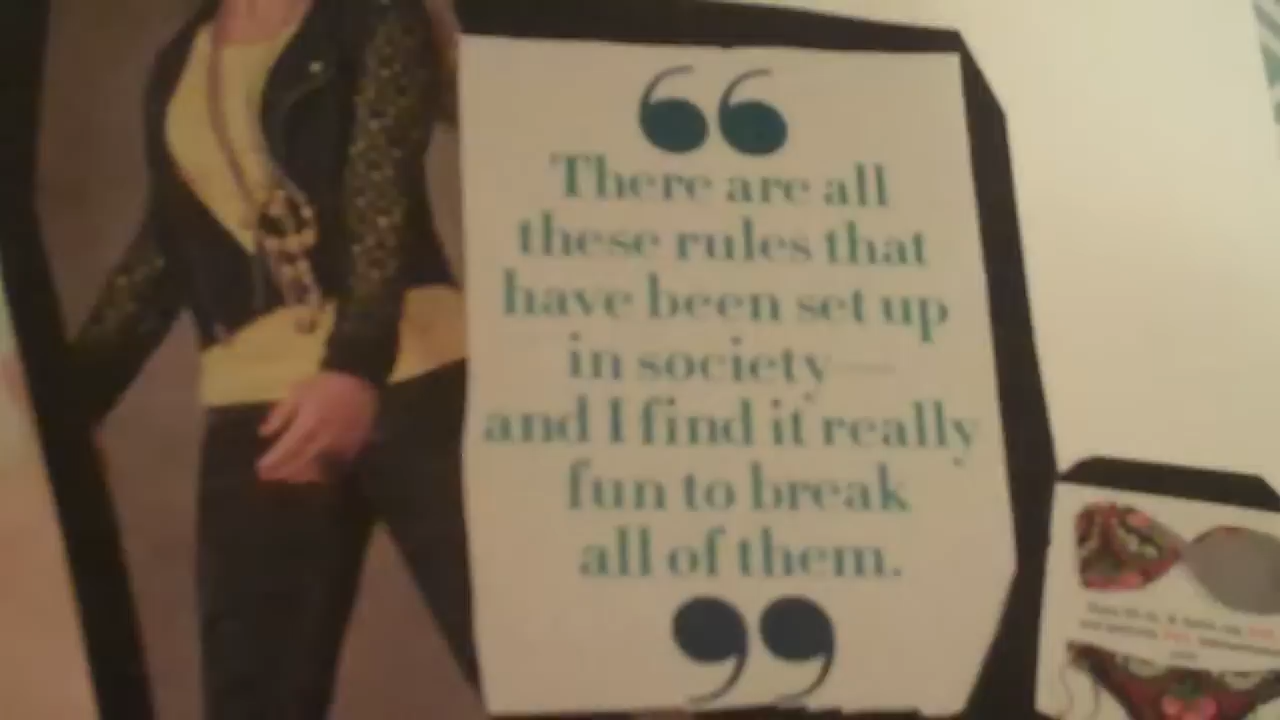 “
There are all
these rules that
have been set up
in society—
and I find it really
fun to break
all of them.
”